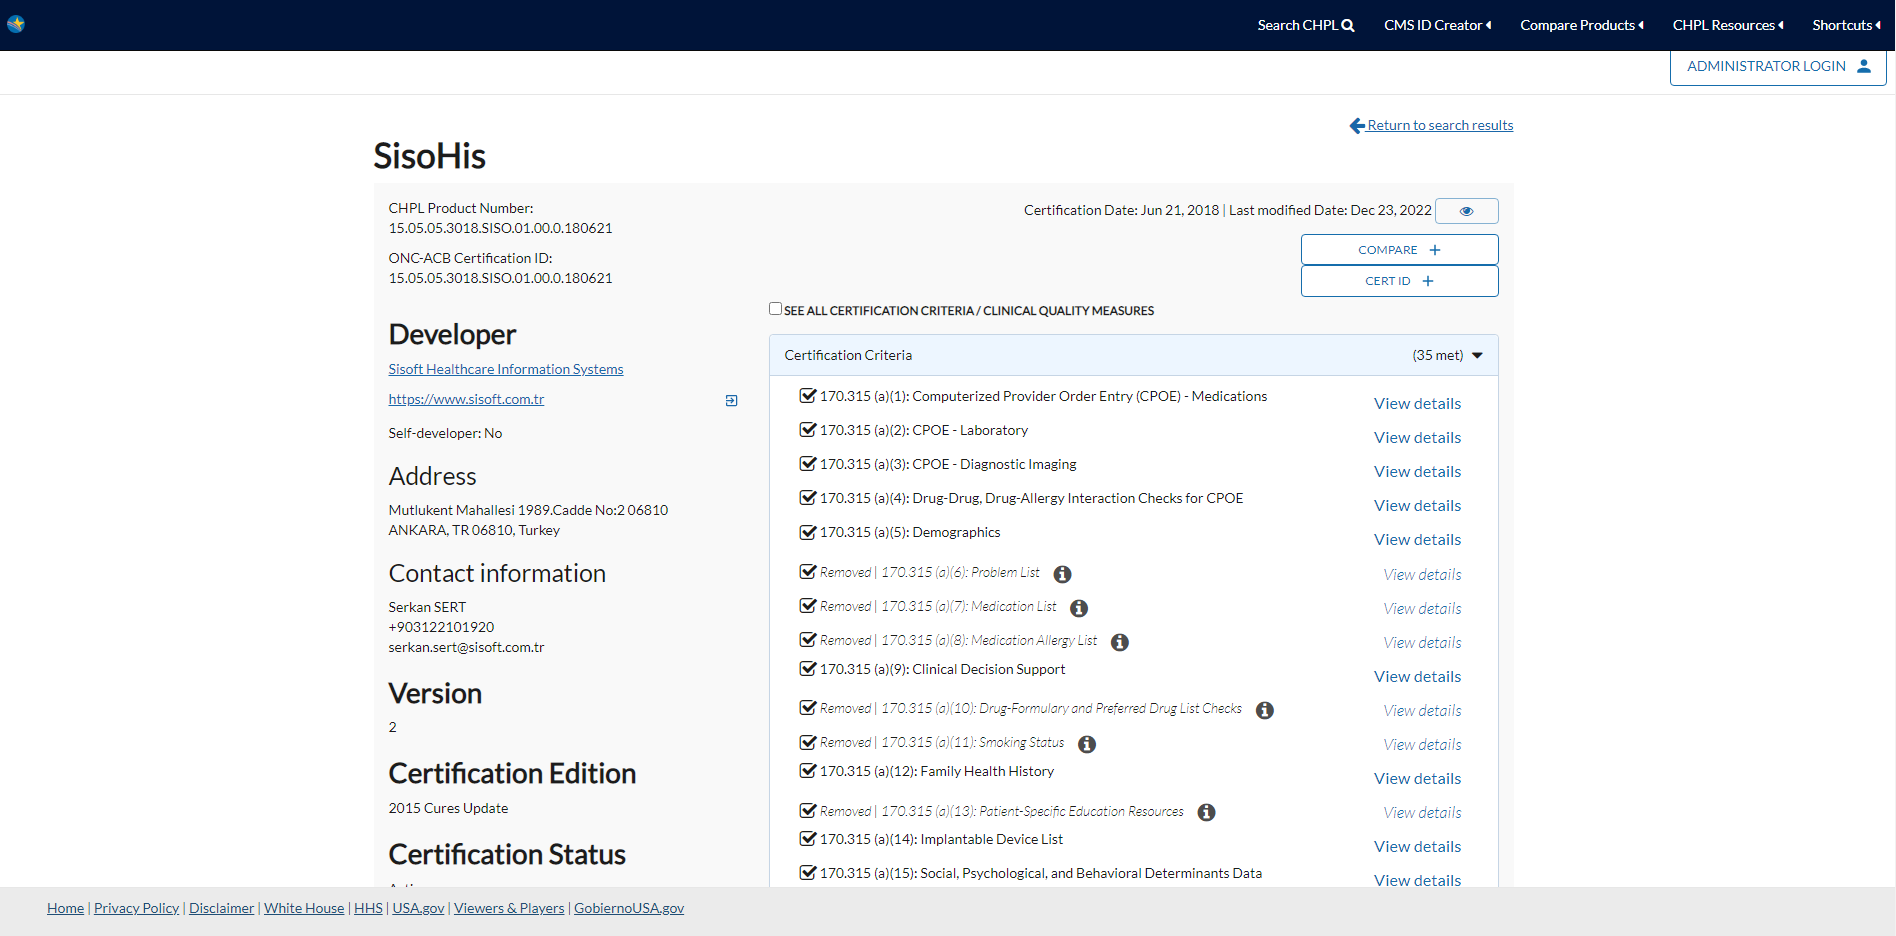 Search CHPL
CMS ID Creator
Compare Products
CHPL Resources
Shortcuts
ADMINISTRATOR LOGIN
Return to search results
SisoHis
CHPL Product Number:
15.05.05.3018.SISO.01.00.0.180621
ONC-ACB Certification ID:
15.05.05.3018.SISO.01.00.0.180621
Certification Date: Jun 21, 2018 | Last modified Date: Dec 23, 2022
COMPARE +
CERT ID +
Developer
Sisoft Healthcare Information Systems
https://www.sisoft.com.tr
Self-developer: No
Address
Mutlukent Mahallesi 1989.Cadde No:2 06810
ANKARA, TR 06810, Turkey
Contact information
Serkan SERT
+903122101920
serkan.sert@sisoft.com.tr
Version
2
Certification Edition
2015 Cures Update
Certification Status
SEE ALL CERTIFICATION CRITERIA / CLINICAL QUALITY MEASURES
Certification Criteria (35 met)
170.315 (a)(1): Computerized Provider Order Entry (CPOE) - Medications View details
170.315 (a)(2): CPOE - Laboratory View details
170.315 (a)(3): CPOE - Diagnostic Imaging View details
170.315 (a)(4): Drug-Drug, Drug-Allergy Interaction Checks for CPOE View details
170.315 (a)(5): Demographics View details
Removed | 170.315 (a)(6): Problem List View details
Removed | 170.315 (a)(7): Medication List View details
Removed | 170.315 (a)(8): Medication Allergy List View details
170.315 (a)(9): Clinical Decision Support View details
Removed | 170.315 (a)(10): Drug-Formulary and Preferred Drug List Checks View details
Removed | 170.315 (a)(11): Smoking Status View details
170.315 (a)(12): Family Health History View details
Removed | 170.315 (a)(13): Patient-Specific Education Resources View details
170.315 (a)(14): Implantable Device List View details
170.315 (a)(15): Social, Psychological, and Behavioral Determinants Data View details
Home | Privacy Policy | Disclaimer | White House | HHS | USA.gov | Viewers & Players | GobiernoUSA.gov